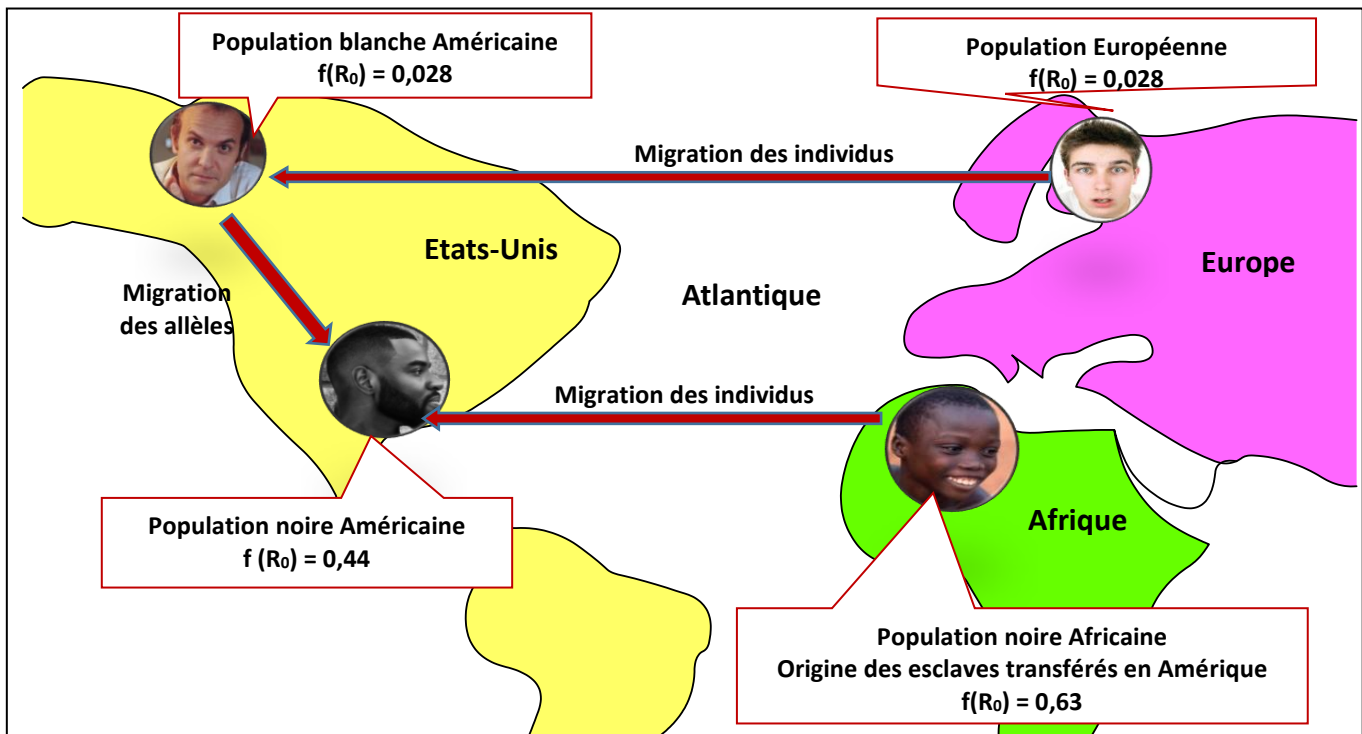 Population blanche Américaine
f(R₀) = 0,028
Population Européenne
f(R₀) = 0,028
Migration des individus
Etats-Unis
Europe
Atlantique
Migration
des allèles
Migration des individus
Population noire Américaine
f (R₀) = 0,44
Afrique
Population noire Africaine
Origine des esclaves transférés en Amérique
f(R₀) = 0,63